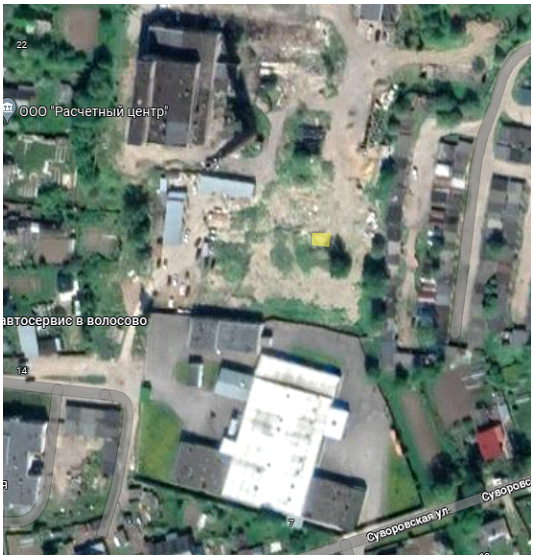 22
ООО "Расчетный центр"
автосервис в волосово
14
я
7
Суворовская ул.
Суворовс